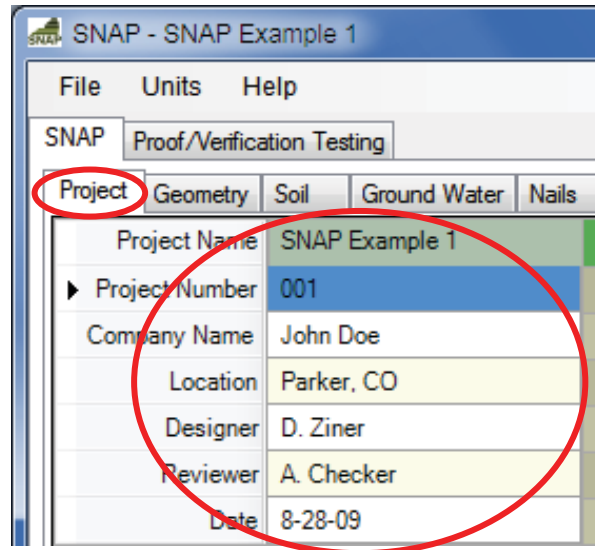 SNAP SNAP - SNAP Example 1
File Units Help
SNAP Proof/Verification Testing
Project Geometry Soil Ground Water Nails
Project Name SNAP Example 1
Project Number 001
Company Name John Doe
Location Parker, CO
Designer D. Ziner
Reviewer A. Checker
Date 8-28-09